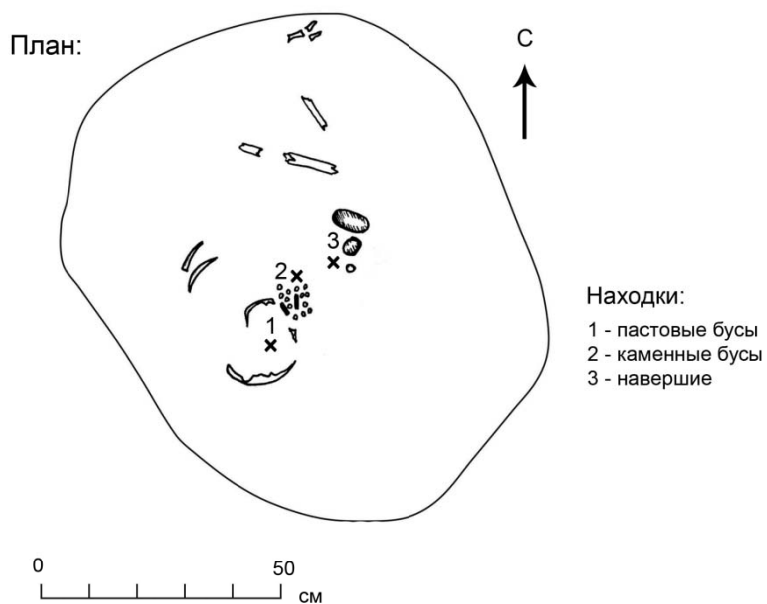 План:
С
3
2
1
Находки:
1 - пастовые бусы
2 - каменные бусы
3 - навершие
0 50
см